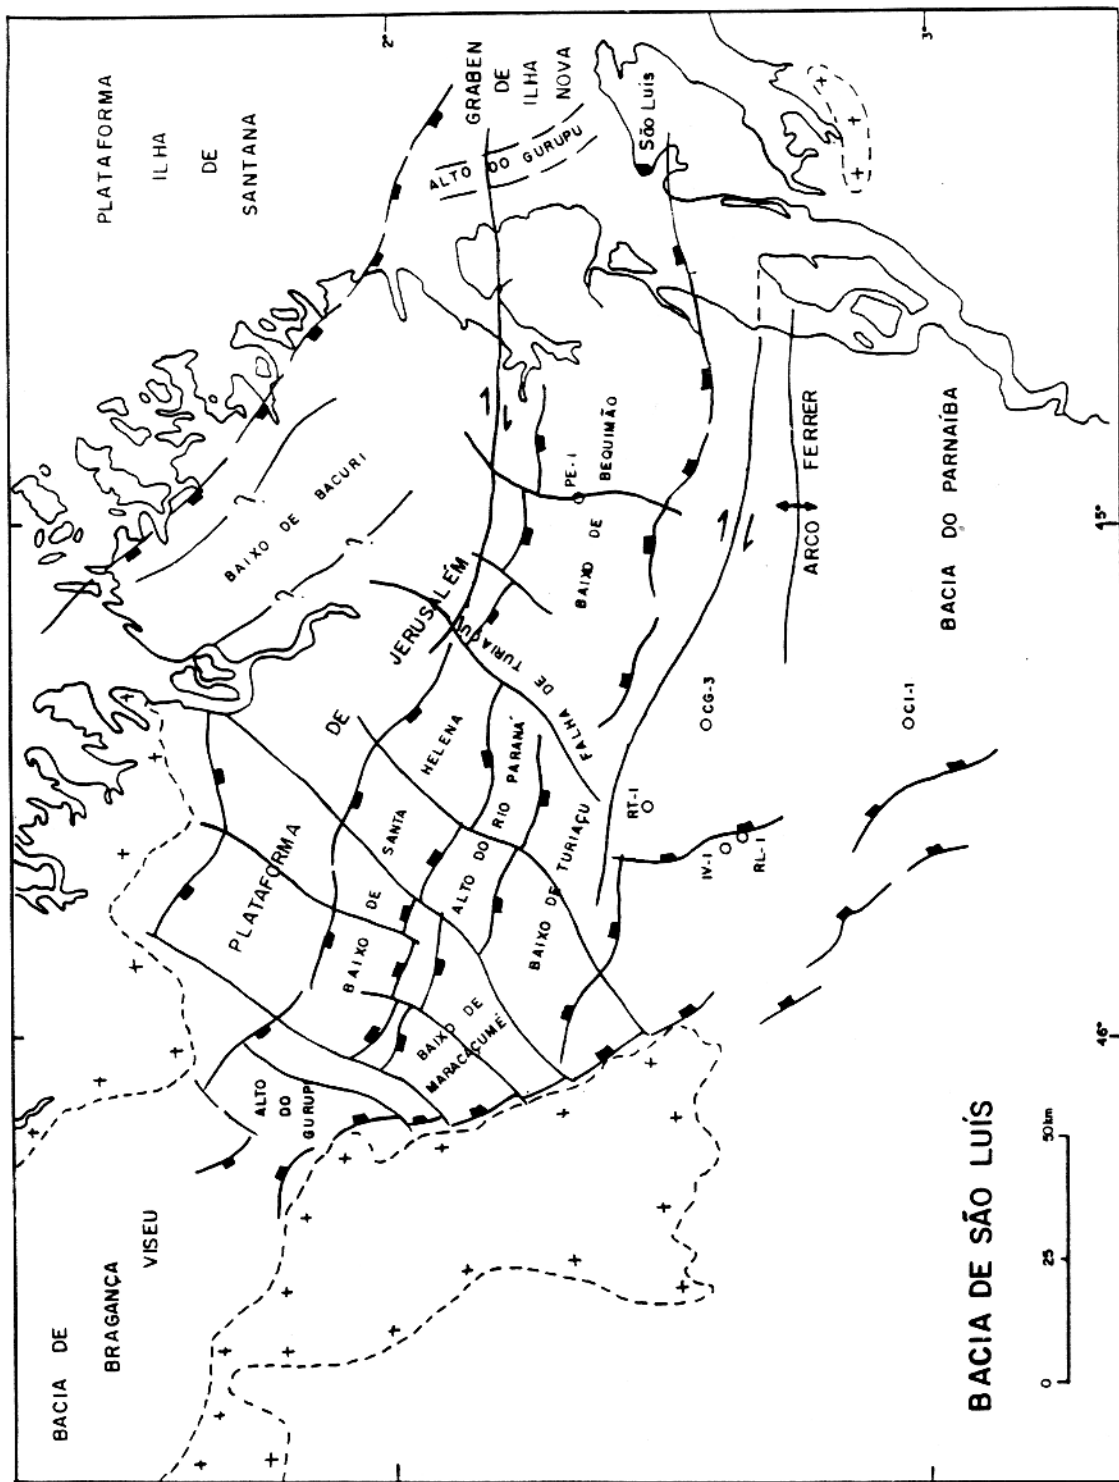 PLATAFORMA
ILHA
DE
SANTANA
GRABEN
DE
ILHA
NOVA
ALTO DO GURUPU
São Luís
2°
3°
BAIXO DE BACURI
PLATAFORMA DE JERUSALÉM
BAIXO DE SANTA HELENA
FALHA DE TURIAÇU
PE-1
BAIXO DE BEQUIMÃO
ALTO DO RIO PARANÁ
BAIXO DE TURIAÇU
BAIXO DE
MARACAÇUMÉ
ALTO
DO
GURUPI
ARCO FERRER
BACIA DO PARNAÍBA
CG-3
CI-1
RT-1
IV-1
RL-1
45°
46°
BACIA DE
BRAGANÇA
VISEU
BACIA DE SÃO LUÍS
0 25 50km